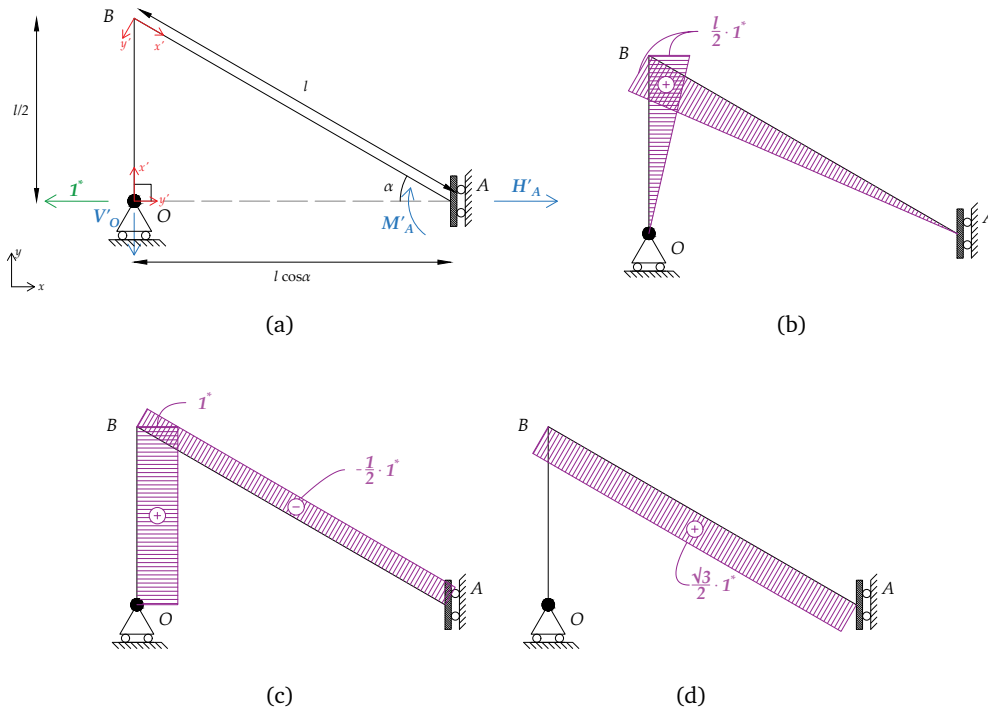 B
y′
x′
l
l/2
x′
α
A
H′A
1*
y′
V′O
O
M′A
y
x
l cosα
(a)
l/2 · 1*
B
+
A
O
(b)
B
1*
-1/2 · 1*
−
+
A
O
(c)
B
+
A
√3/2 · 1*
O
(d)